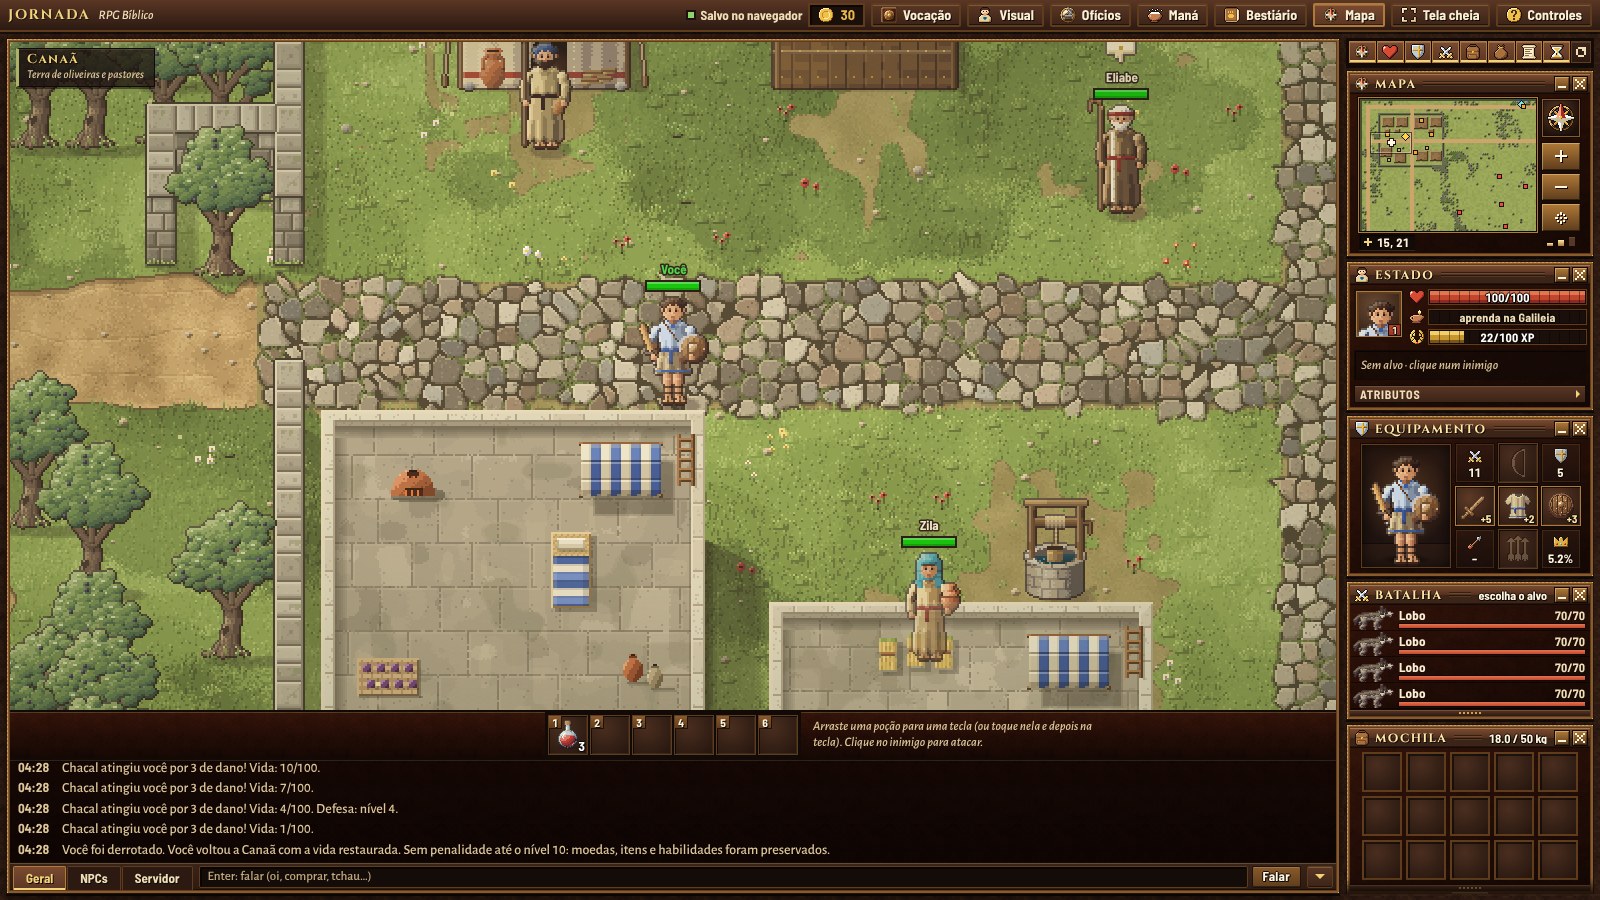 JORNADA RPG Bíblico
Salvo no navegador
30
Vocação
Visual
Ofícios
Maná
Bestiário
Mapa
Tela cheia
Controles
Canaã
Terra de oliveiras e pastores
Eliabe
Você
Zila
MAPA
15, 21
ESTADO
100/100
aprenda na Galileia
1
22/100 XP
Sem alvo · clique num inimigo
ATRIBUTOS
EQUIPAMENTO
11
5
+5
+2
+3
-
5.2%
BATALHA escolha o alvo
Lobo 70/70
Lobo 70/70
Lobo 70/70
Lobo 70/70
MOCHILA 18.0 / 50 kg
1 2 3 4 5 6
3
Arraste uma poção para uma tecla (ou toque nela e depois na
tecla). Clique no inimigo para atacar.
04:28 Chacal atingiu você por 3 de dano! Vida: 10/100.
04:28 Chacal atingiu você por 3 de dano! Vida: 7/100.
04:28 Chacal atingiu você por 3 de dano! Vida: 4/100. Defesa: nível 4.
04:28 Chacal atingiu você por 3 de dano! Vida: 1/100.
04:28 Você foi derrotado. Você voltou a Canaã com a vida restaurada. Sem penalidade até o nível 10: moedas, itens e habilidades foram preservados.
Geral
NPCs
Servidor
Enter: falar (oi, comprar, tchau...)
Falar